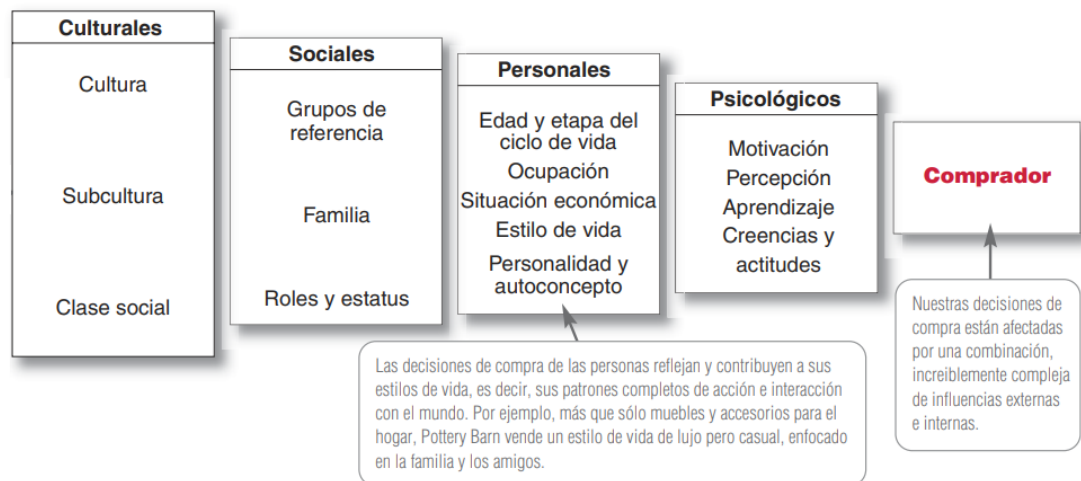 Culturales
Cultura
Subcultura
Clase social
Sociales
Grupos de
referencia
Familia
Roles y estatus
Personales
Edad y etapa del
ciclo de vida
Ocupación
Situación económica
Estilo de vida
Personalidad y
autoconcepto
Psicológicos
Motivación
Percepción
Aprendizaje
Creencias y
actitudes
Comprador
Las decisiones de compra de las personas reflejan y contribuyen a sus
estilos de vida, es decir, sus patrones completos de acción e interacción
con el mundo. Por ejemplo, más que sólo muebles y accesorios para el
hogar, Pottery Barn vende un estilo de vida de lujo pero casual, enfocado
en la familia y los amigos.
Nuestras decisiones de
compra están afectadas
por una combinación,
increiblemente compleja
de influencias externas
e internas.